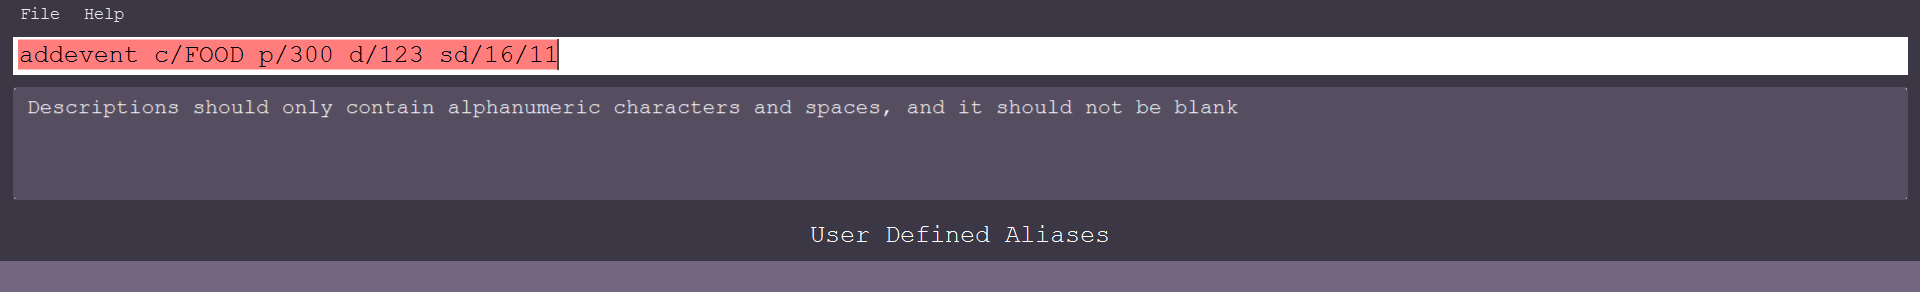 File Help
addevent c/FOOD p/300 d/123 sd/16/11
Descriptions should only contain alphanumeric characters and spaces, and it should not be blank
User Defined Aliases